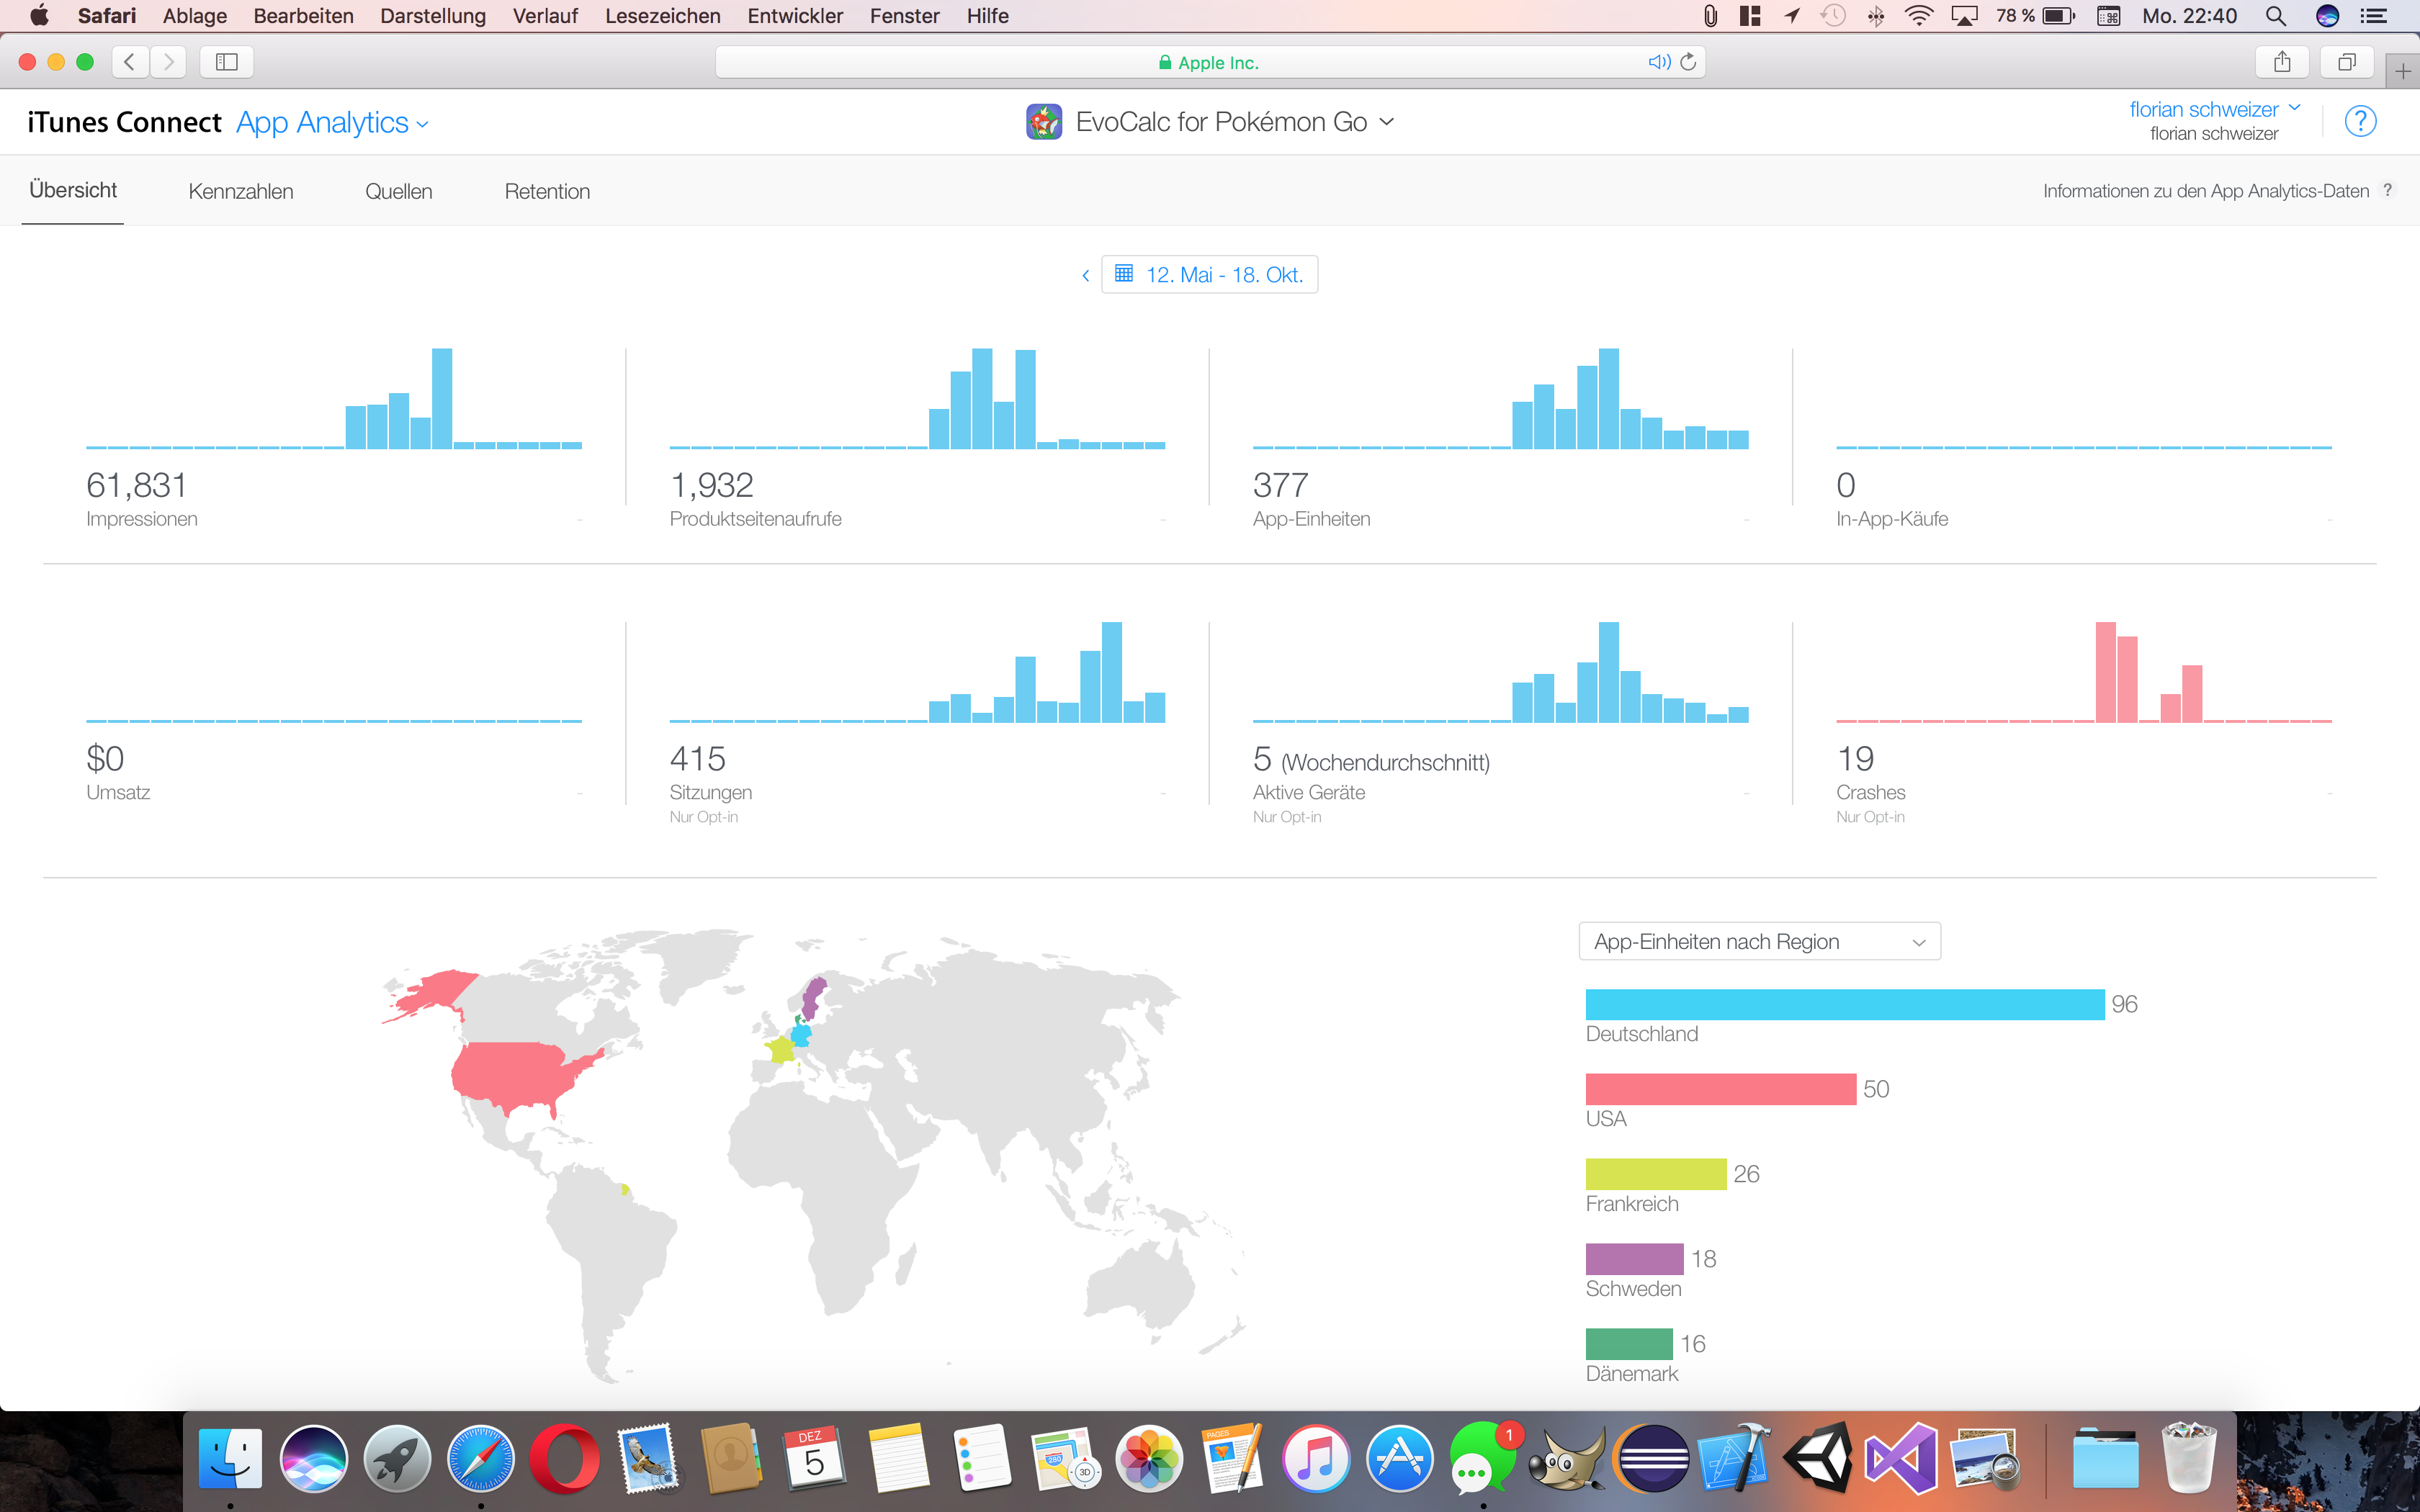 Safari Ablage Bearbeiten Darstellung Verlauf Lesezeichen Entwickler Fenster Hilfe 78 % Mo. 22:40
Apple Inc.
iTunes Connect App Analytics EvoCalc for Pokémon Go florian schweizer
florian schweizer
?
Übersicht Kennzahlen Quellen Retention Informationen zu den App Analytics-Daten ?
12. Mai - 18. Okt.
61,831 1,932 377 0
Impressionen Produktseitenaufrufe App-Einheiten In-App-Käufe
$0 415 5 (Wochendurchschnitt) 19
Umsatz Sitzungen Aktive Geräte Crashes
Nur Opt-in Nur Opt-in Nur Opt-in
App-Einheiten nach Region
96
Deutschland
50
USA
26
Frankreich
18
Schweden
16
Dänemark
DEZ
5
280
3D
PAGES
1